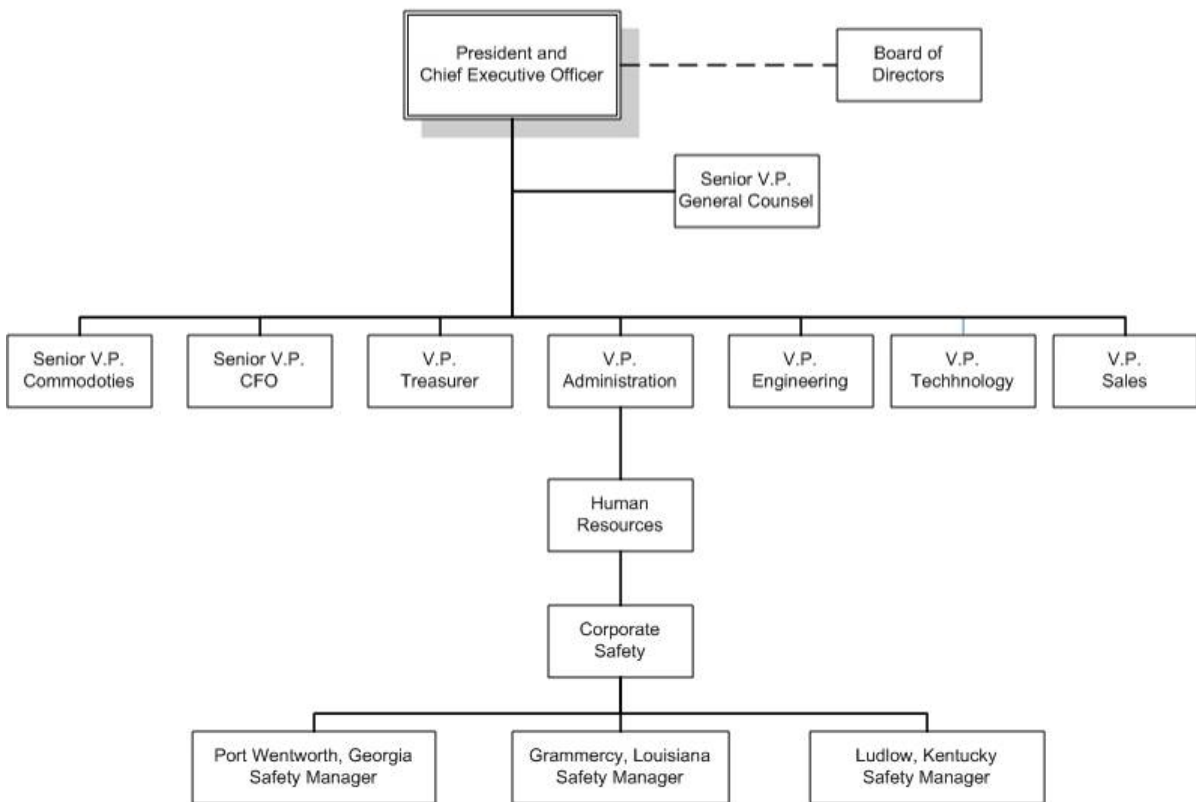 President and
Chief Executive Officer
Board of
Directors
Senior V.P.
General Counsel
Senior V.P.
Commodoties
Senior V.P.
CFO
V.P.
Treasurer
V.P.
Administration
V.P.
Engineering
V.P.
Techhnology
V.P.
Sales
Human
Resources
Corporate
Safety
Port Wentworth, Georgia
Safety Manager
Grammercy, Louisiana
Safety Manager
Ludlow, Kentucky
Safety Manager